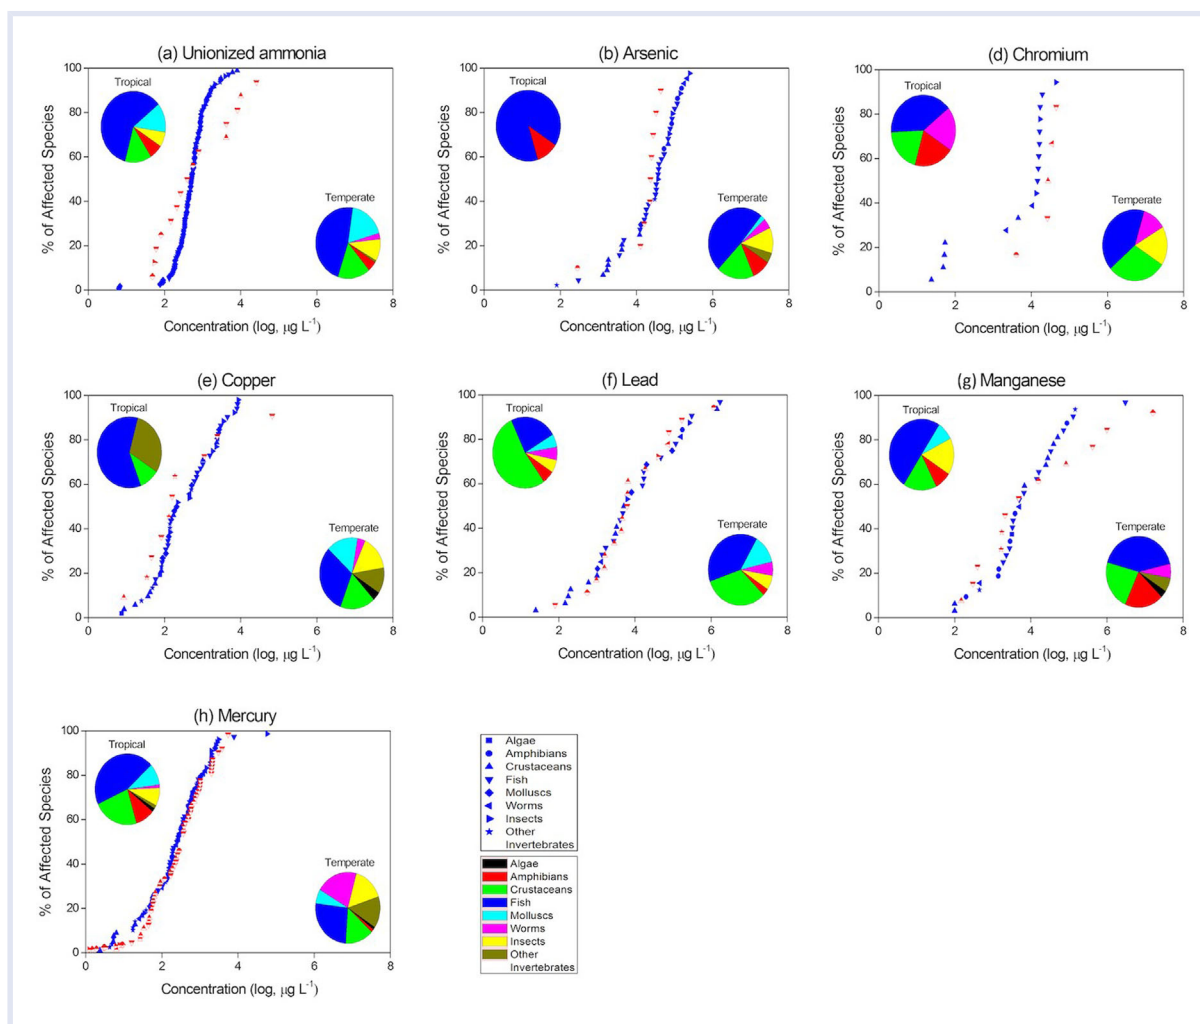 (a) Unionized ammonia
Tropical
Temperate
% of Affected Species
100
80
60
40
20
0
0 2 4 6 8
Concentration (log, μg L⁻¹)
(b) Arsenic
Tropical
Temperate
% of Affected Species
100
80
60
40
20
0
0 2 4 6 8
Concentration (log, μg L⁻¹)
(d) Chromium
Tropical
Temperate
% of Affected Species
100
80
60
40
20
0
0 2 4 6 8
Concentration (log, μg L⁻¹)
(e) Copper
Tropical
Temperate
% of Affected Species
100
80
60
40
20
0
0 2 4 6 8
Concentration (log, μg L⁻¹)
(f) Lead
Tropical
Temperate
% of Affected Species
100
80
60
40
20
0
0 2 4 6 8
Concentration (log, μg L⁻¹)
(g) Manganese
Tropical
Temperate
% of Affected Species
100
80
60
40
20
0
0 2 4 6 8
Concentration (log, μg L⁻¹)
(h) Mercury
Tropical
Temperate
% of Affected Species
100
80
60
40
20
0
0 2 4 6 8
Concentration (log, μg L⁻¹)
Algae
Amphibians
Crustaceans
Fish
Molluscs
Worms
Insects
Other
Invertebrates
Algae
Amphibians
Crustaceans
Fish
Molluscs
Worms
Insects
Other
Invertebrates